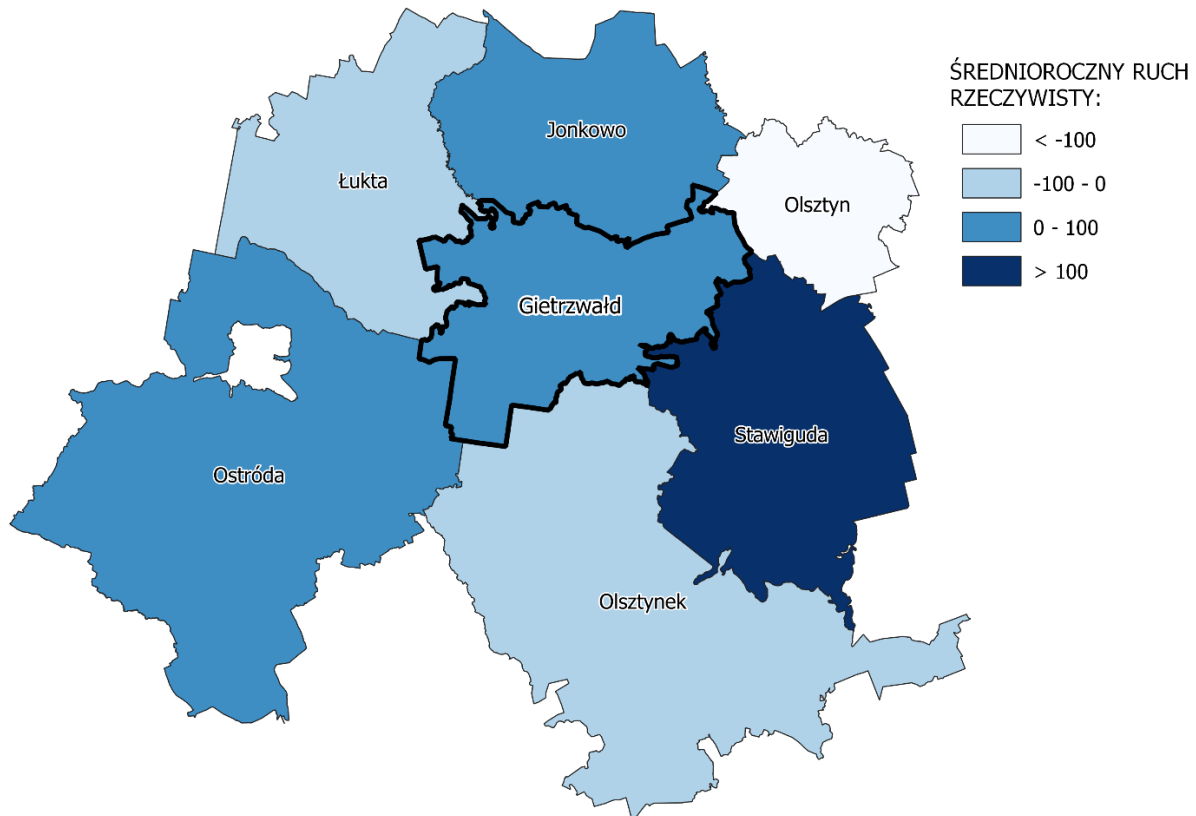 ŚREDNIOROCZNY RUCH
RZECZYWISTY:
< -100
-100 - 0
0 - 100
> 100
Jonkowo
Łukta
Olsztyn
Gietrzwałd
Stawiguda
Ostróda
Olsztynek